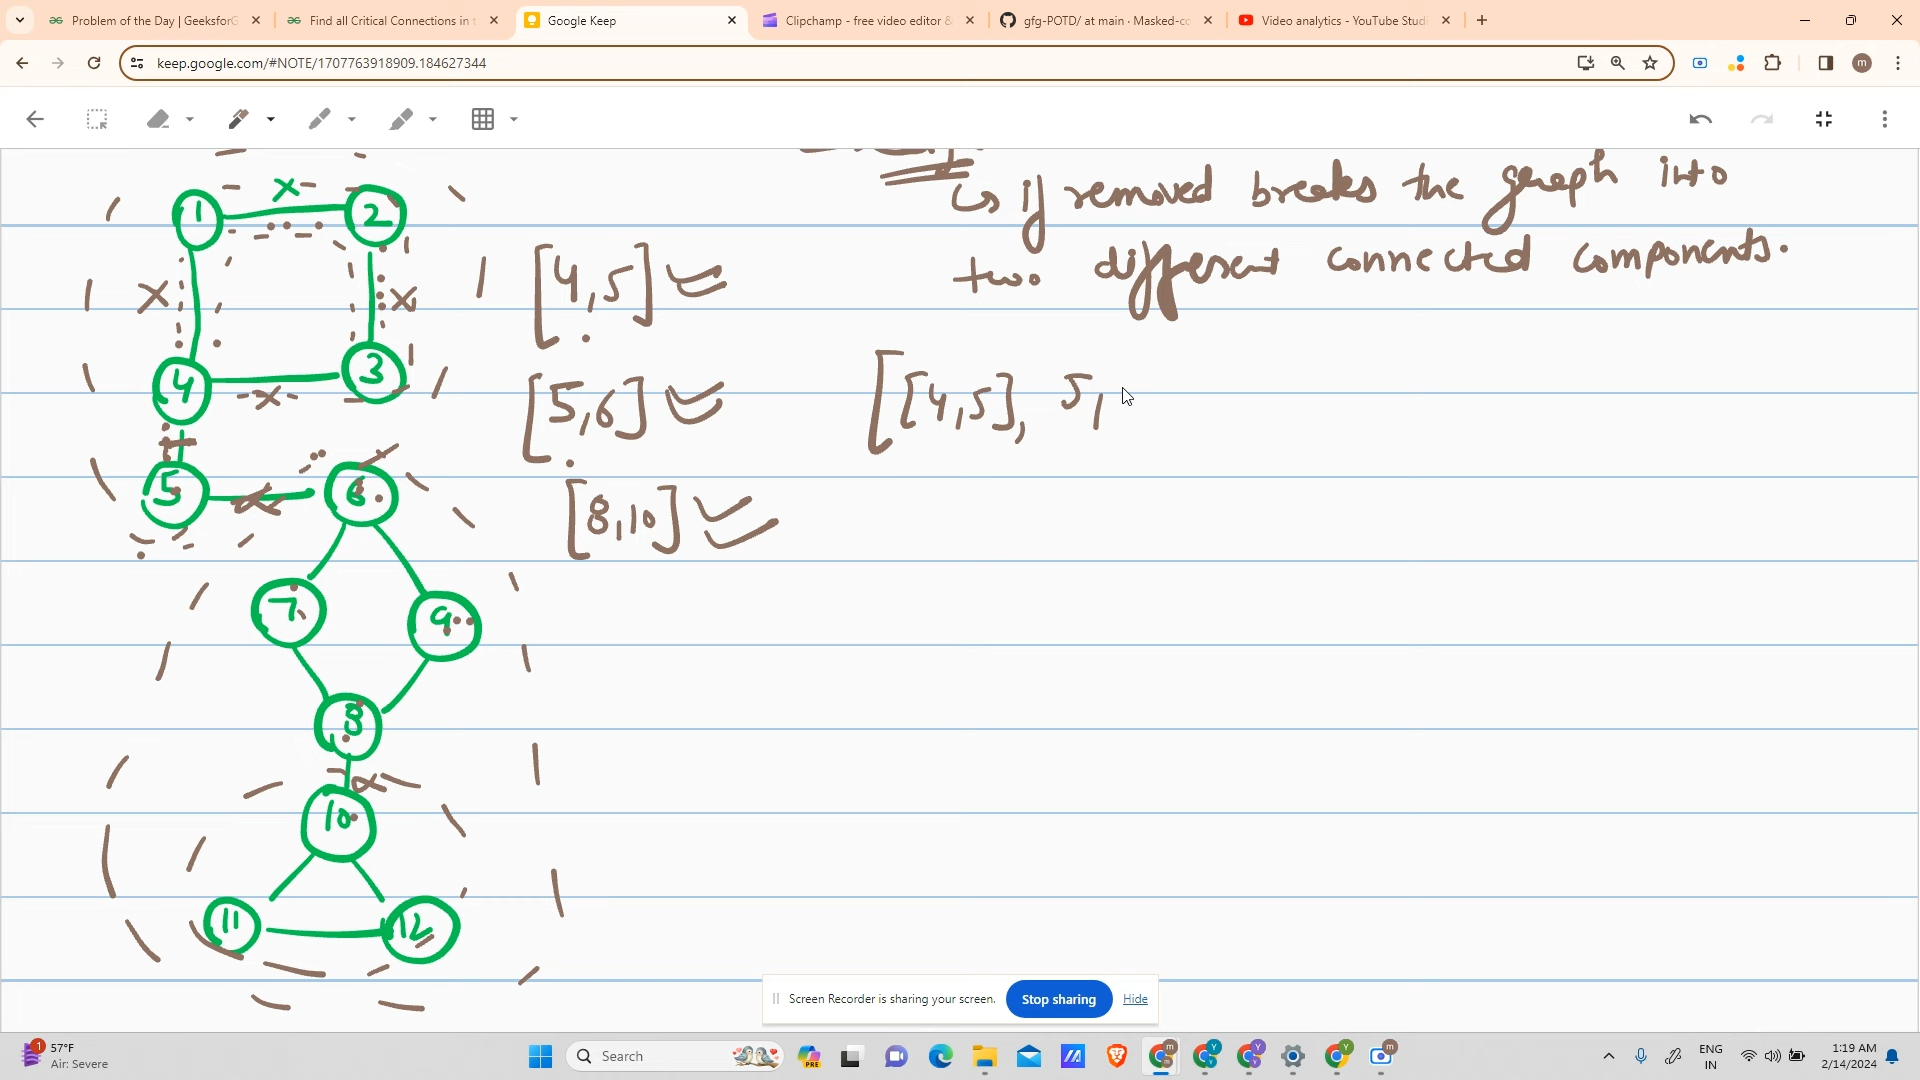 Problem of the Day | GeeksforG
Find all Critical Connections in t
Google Keep
Clipchamp - free video editor &
gfg-POTD/ at main · Masked-co
Video analytics - YouTube Studi
keep.google.com/#NOTE/1707763918909.184627344
m
↳ if removed breaks the graph into
two different connected components.
1 2
[4,5]
4 3
[5,6]
[[4,5], 5,
5 6
[8,10]
7 9
8
10
11 12
Screen Recorder is sharing your screen. Stop sharing Hide
1
57°F
Air: Severe
Search
PRE
ENG
IN
1:19 AM
2/14/2024